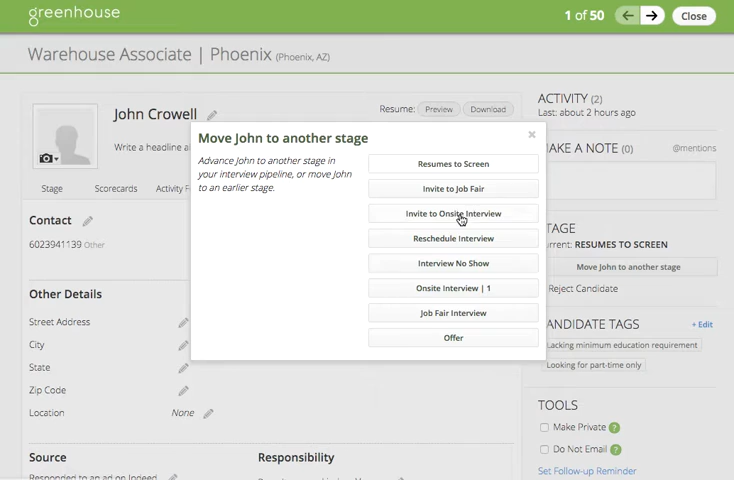 greenhouse
1 of 50
Close
Warehouse Associate | Phoenix (Phoenix, AZ)
John Crowell
Resume: Preview Download
Write a headline a
Stage Scorecards Activity F
Contact
6023941139 Other
Other Details
Street Address
City
State
Zip Code
Location None
Source
Responded to an ad on Indeed
Responsibility
Move John to another stage
Advance John to another stage in
your interview pipeline, or move John
to an earlier stage.
Resumes to Screen
Invite to Job Fair
Invite to Onsite Interview
Reschedule Interview
Interview No Show
Onsite Interview | 1
Job Fair Interview
Offer
ACTIVITY (2)
Last: about 2 hours ago
MAKE A NOTE (0) @mentions
STAGE
rrent: RESUMES TO SCREEN
Move John to another stage
Reject Candidate
ANDIDATE TAGS + Edit
Lacking minimum education requirement
Looking for part-time only
TOOLS
Make Private ?
Do Not Email ?
Set Follow-up Reminder